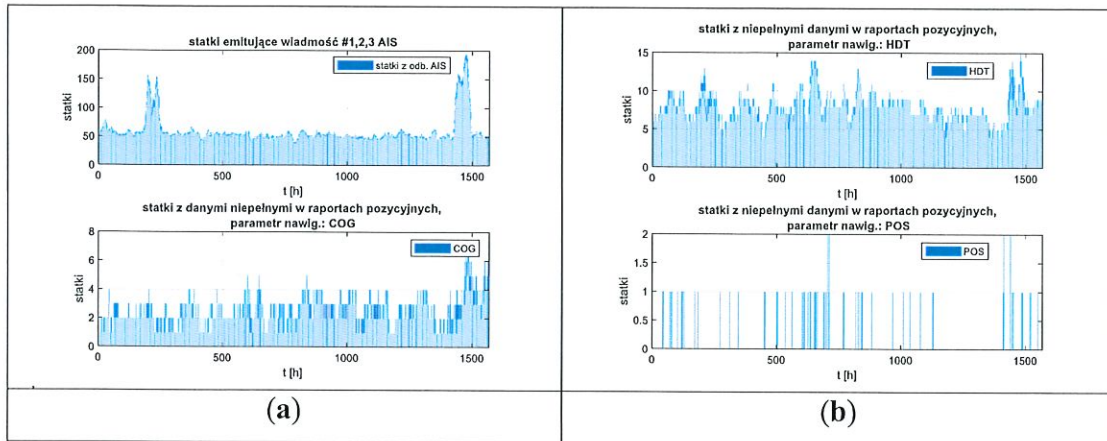 statki emitujące wiadmość #1,2,3 AIS
statki z odb. AIS
200
150
100
50
0
statki
0 500 1000 1500
t [h]
statki z danymi niepełnymi w raportach pozycyjnych,
parametr nawig.: COG
COG
8
6
4
2
0
statki
0 500 1000 1500
t [h]
(a)
statki z niepełnymi danymi w raportach pozycyjnych,
parametr nawig.: HDT
HDT
15
10
5
0
statki
0 500 1000 1500
t [h]
statki z niepełnymi danymi w raportach pozycyjnych,
parametr nawig.: POS
POS
2
1.5
1
0.5
0
statki
0 500 1000 1500
t [h]
(b)